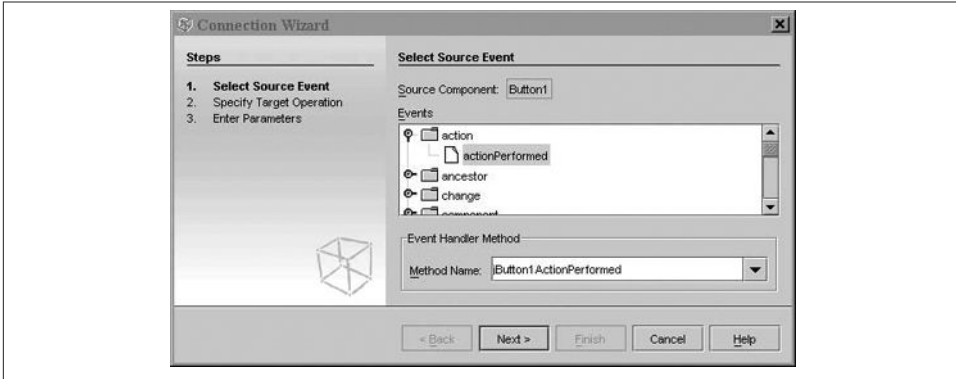 Connection Wizard
Steps
1. Select Source Event
2. Specify Target Operation
3. Enter Parameters
Select Source Event
Source Component: Button1
Events
action
actionPerformed
ancestor
change
component
Event Handler Method
Method Name: jButton1ActionPerformed
< Back
Next >
Finish
Cancel
Help